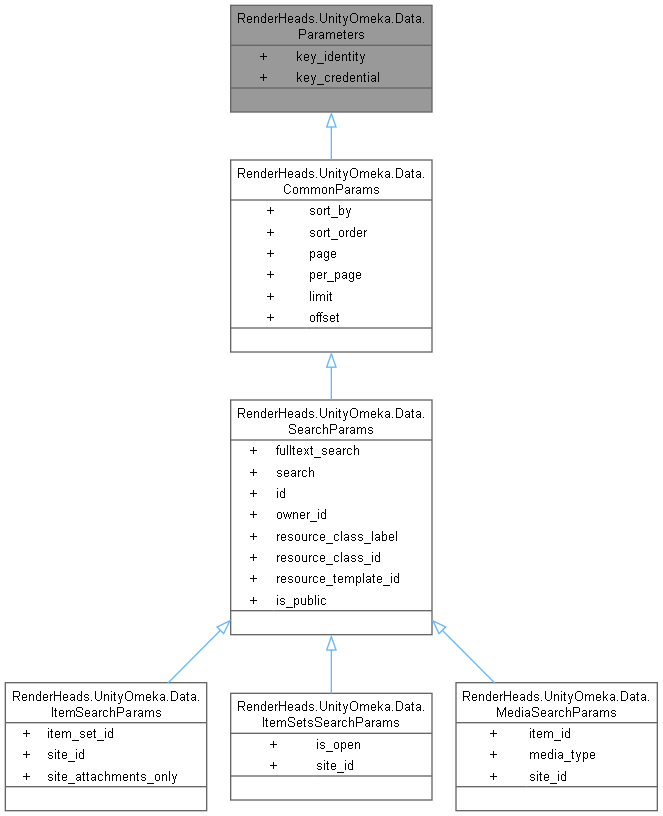 RenderHeads.UnityOmeka.Data.
Parameters
+ key_identity
+ key_credential
RenderHeads.UnityOmeka.Data.
CommonParams
+ sort_by
+ sort_order
+ page
+ per_page
+ limit
+ offset
RenderHeads.UnityOmeka.Data.
SearchParams
+ fulltext_search
+ search
+ id
+ owner_id
+ resource_class_label
+ resource_class_id
+ resource_template_id
+ is_public
RenderHeads.UnityOmeka.Data.
ItemSearchParams
+ item_set_id
+ site_id
+ site_attachments_only
RenderHeads.UnityOmeka.Data.
ItemSetsSearchParams
+ is_open
+ site_id
RenderHeads.UnityOmeka.Data.
MediaSearchParams
+ item_id
+ media_type
+ site_id